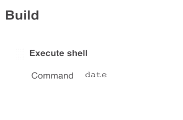 Build
Execute shell
Command date